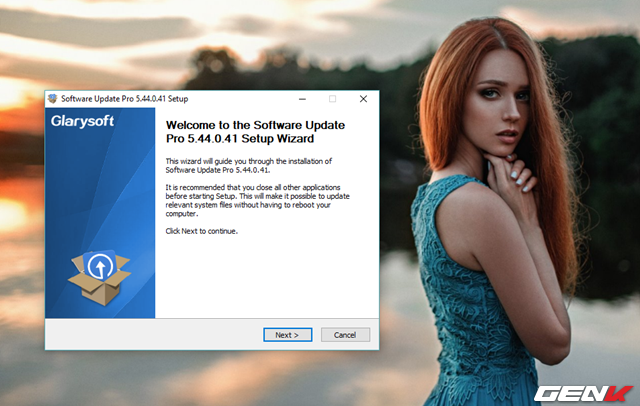 Software Update Pro 5.44.0.41 Setup
Glarysoft
Welcome to the Software Update
Pro 5.44.0.41 Setup Wizard
This wizard will guide you through the installation of
Software Update Pro 5.44.0.41.
It is recommended that you close all other applications
before starting Setup. This will make it possible to update
relevant system files without having to reboot your
computer.
Click Next to continue.
Next >
Cancel
GENK